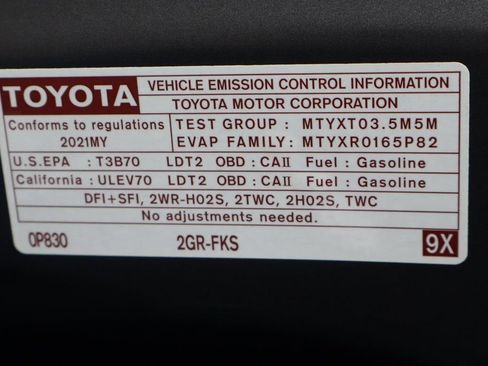 TOYOTA
VEHICLE EMISSION CONTROL INFORMATION
TOYOTA MOTOR CORPORATION
Conforms to regulations
2021MY
TEST GROUP : MTYXT03.5M5M
EVAP FAMILY: MTYXR0165P82
U.S.EPA : T3B70 LDT2 OBD : CAII Fuel : Gasoline
California : ULEV70 LDT2 OBD : CAII Fuel : Gasoline
DFI+SFI, 2WR-HO2S, 2TWC, 2HO2S, TWC
No adjustments needed.
0P830 2GR-FKS 9X